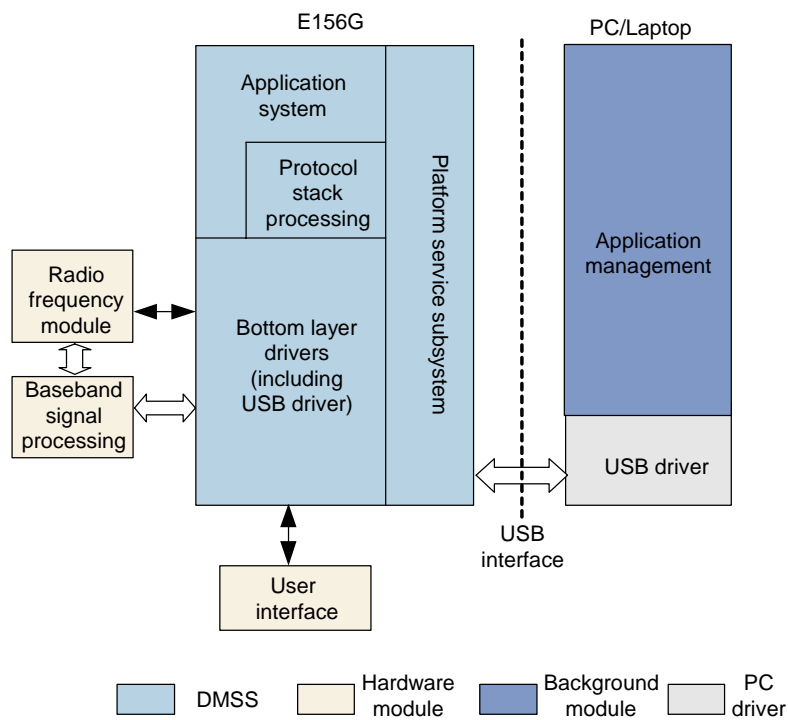 E156G
PC/Laptop
Application
system
Protocol
stack
processing
Platform service subsystem
Application
management
Radio
frequency
module
Bottom layer
drivers
(including
USB driver)
Baseband
signal
processing
USB driver
USB
interface
User
interface
DMSS
Hardware
module
Background
module
PC
driver